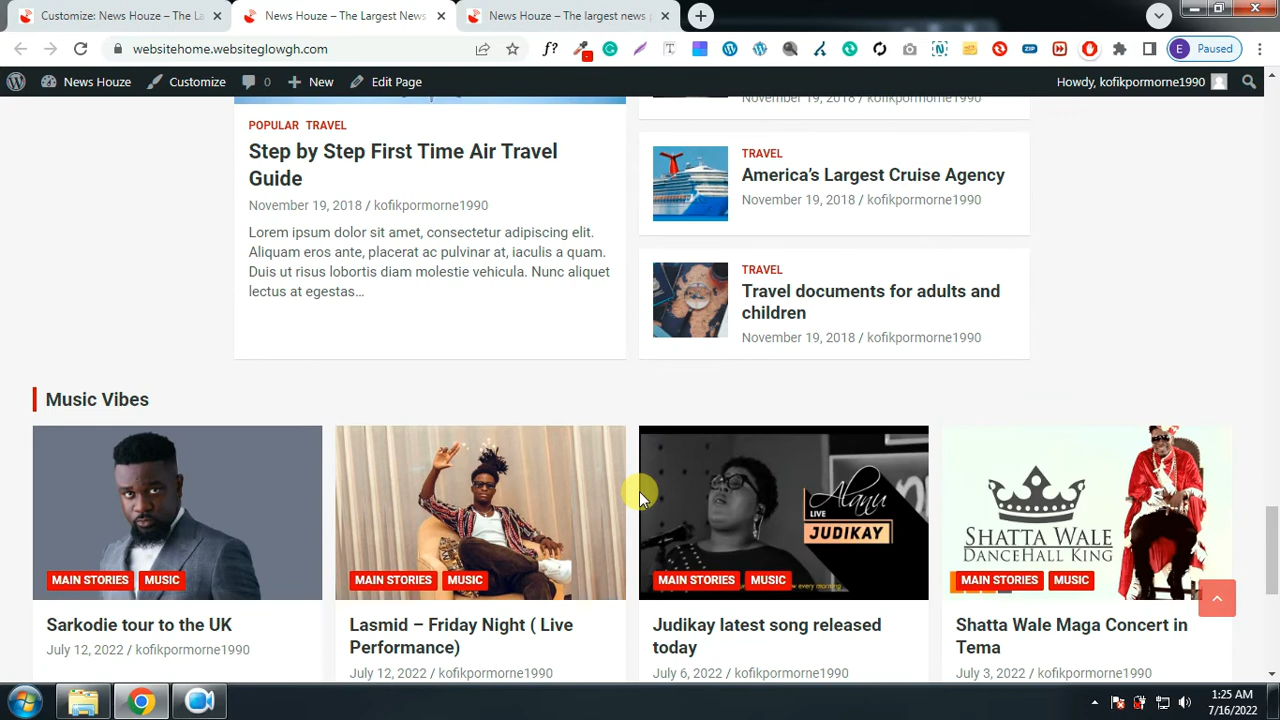 Customize: News Houze – The La
News Houze – The Largest News
News Houze – The largest news p
websitehome.websiteglowgh.com
f?
ZIP
E Paused
News Houze
Customize
0
New
Edit Page
Howdy, kofikpormorne1990
November 19, 2018 / kofikpormorne1990
POPULAR TRAVEL
Step by Step First Time Air Travel
Guide
November 19, 2018 / kofikpormorne1990
Lorem ipsum dolor sit amet, consectetur adipiscing elit.
Aliquam eros ante, placerat ac pulvinar at, iaculis a quam.
Duis ut risus lobortis diam molestie vehicula. Nunc aliquet
lectus at egestas…
TRAVEL
America’s Largest Cruise Agency
November 19, 2018 / kofikpormorne1990
TRAVEL
Travel documents for adults and
children
November 19, 2018 / kofikpormorne1990
Music Vibes
MAIN STORIES MUSIC
Sarkodie tour to the UK
July 12, 2022 / kofikpormorne1990
MAIN STORIES MUSIC
Lasmid – Friday Night ( Live
Performance)
July 12, 2022 / kofikpormorne1990
Alanu
LIVE
JUDIKAY
MAIN STORIES MUSIC
Judikay latest song released
today
July 6, 2022 / kofikpormorne1990
SHATTA WALE
DANCEHALL KING
MAIN STORIES MUSIC
Shatta Wale Maga Concert in
Tema
July 3, 2022 / kofikpormorne1990
1:25 AM
7/16/2022